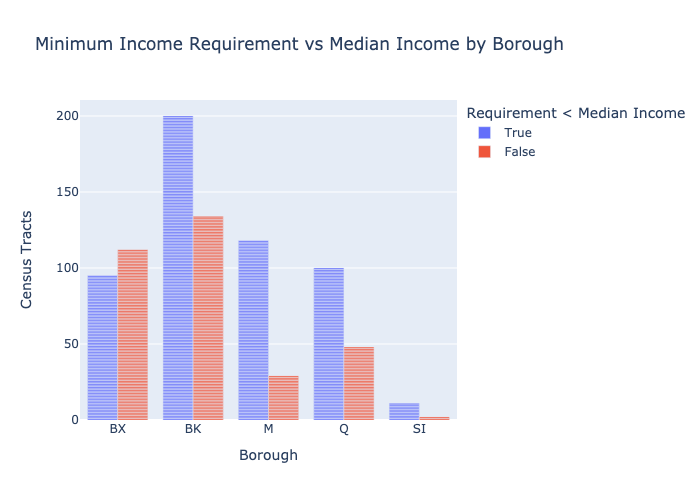 Minimum Income Requirement vs Median Income by Borough
Requirement < Median Income
True
False
200
150
100
50
0
Census Tracts
BX BK M Q SI
Borough